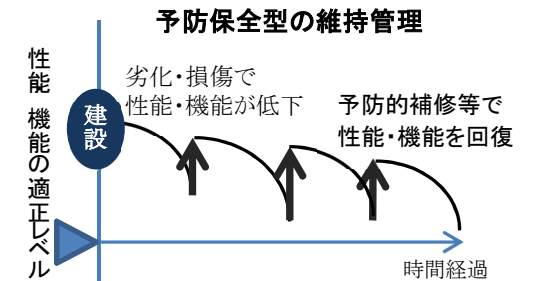 予防保全型の維持管理
性能 機能の適正レベル
建設
劣化・損傷で
性能・機能が低下
予防的補修等で
性能・機能を回復
時間経過